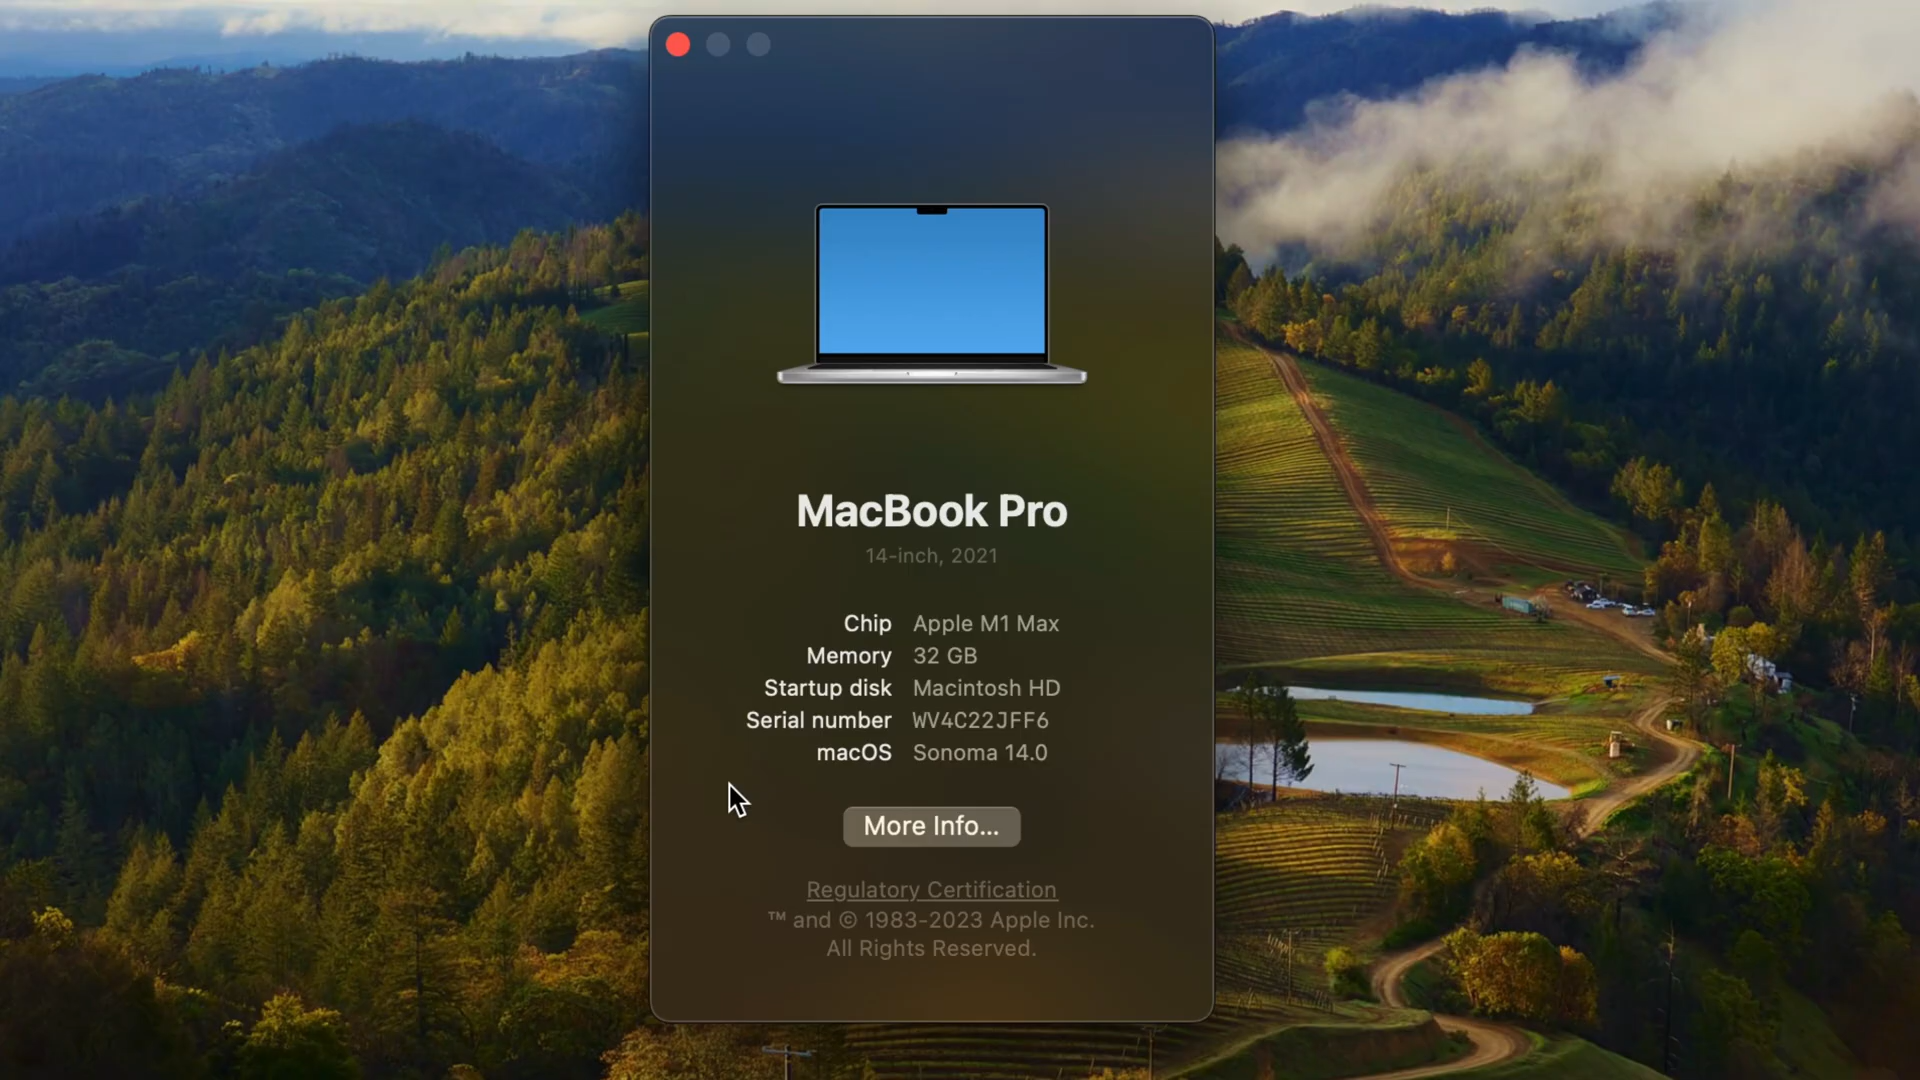 MacBook Pro
14-inch, 2021
Chip Apple M1 Max
Memory 32 GB
Startup disk Macintosh HD
Serial number WV4C22JFF6
macOS Sonoma 14.0
More Info...
Regulatory Certification
™ and © 1983-2023 Apple Inc.
All Rights Reserved.